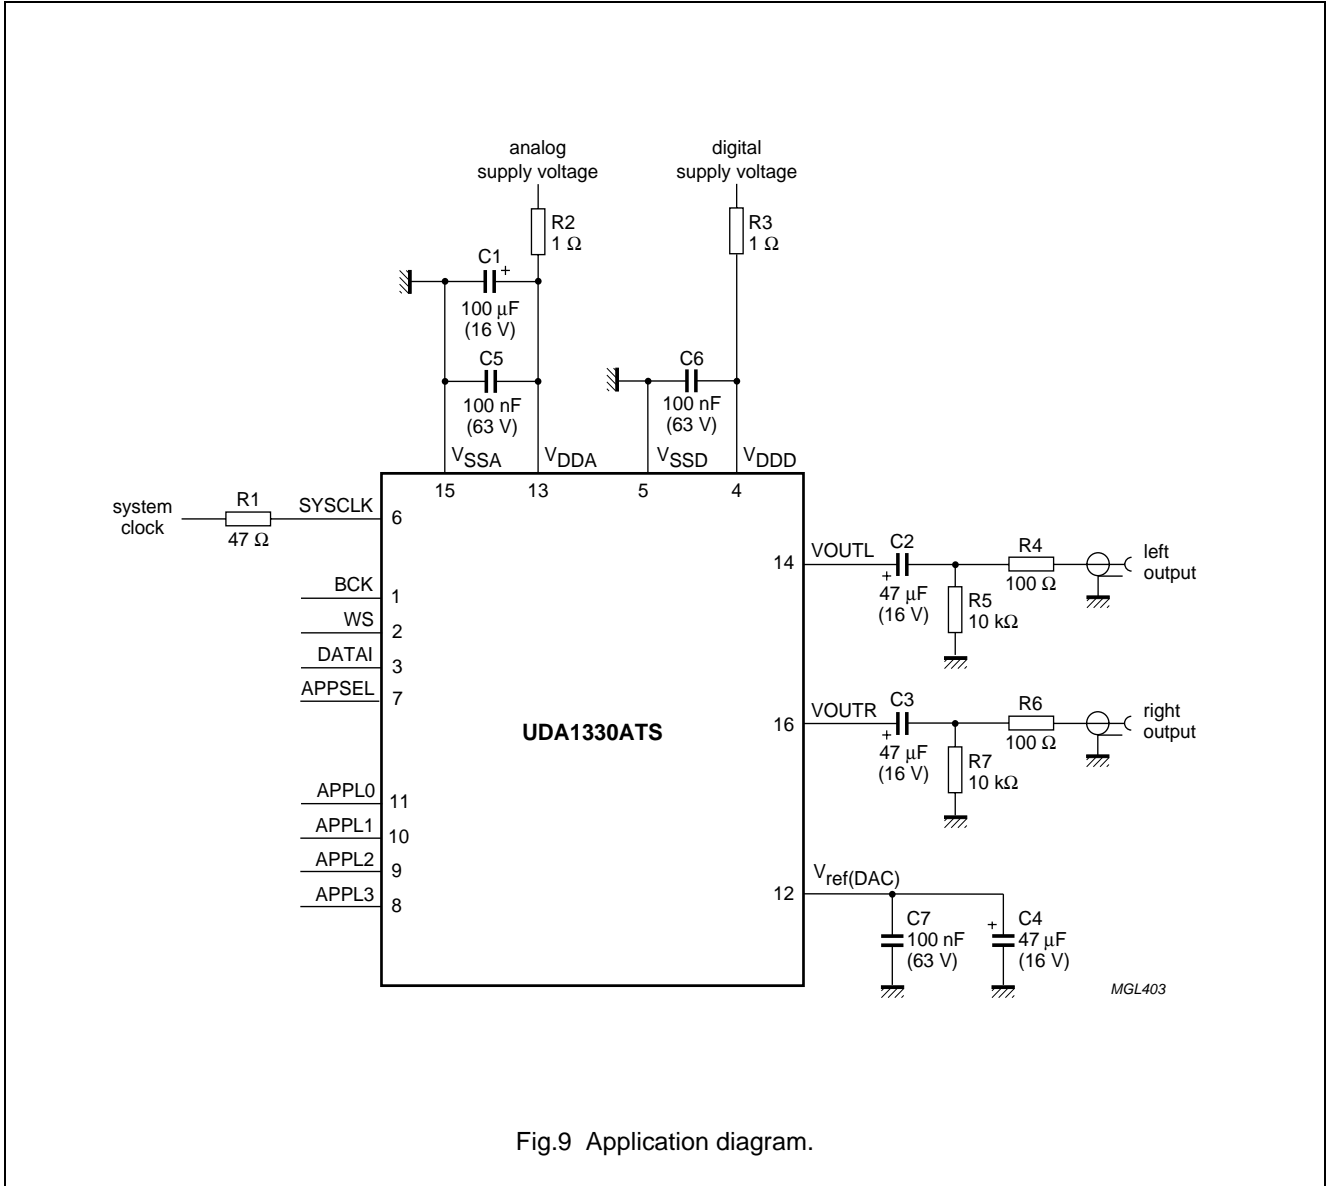 analog
supply voltage
digital
supply voltage
R2
1 Ω
R3
1 Ω
C1
+
100 μF
(16 V)
C5
100 nF
(63 V)
C6
100 nF
(63 V)
VSSA
VDDA
VSSD
VDDD
15
13
5
4
system
clock
R1
47 Ω
SYSCLK
6
BCK
1
WS
2
DATAI
3
APPSEL
7
APPL0
11
APPL1
10
APPL2
9
APPL3
8
UDA1330ATS
14
VOUTL
C2
+
47 μF
(16 V)
R5
10 kΩ
R4
100 Ω
left
output
16
VOUTR
C3
+
47 μF
(16 V)
R7
10 kΩ
R6
100 Ω
right
output
12
Vref(DAC)
C7
100 nF
(63 V)
+
C4
47 μF
(16 V)
MGL403
Fig.9 Application diagram.